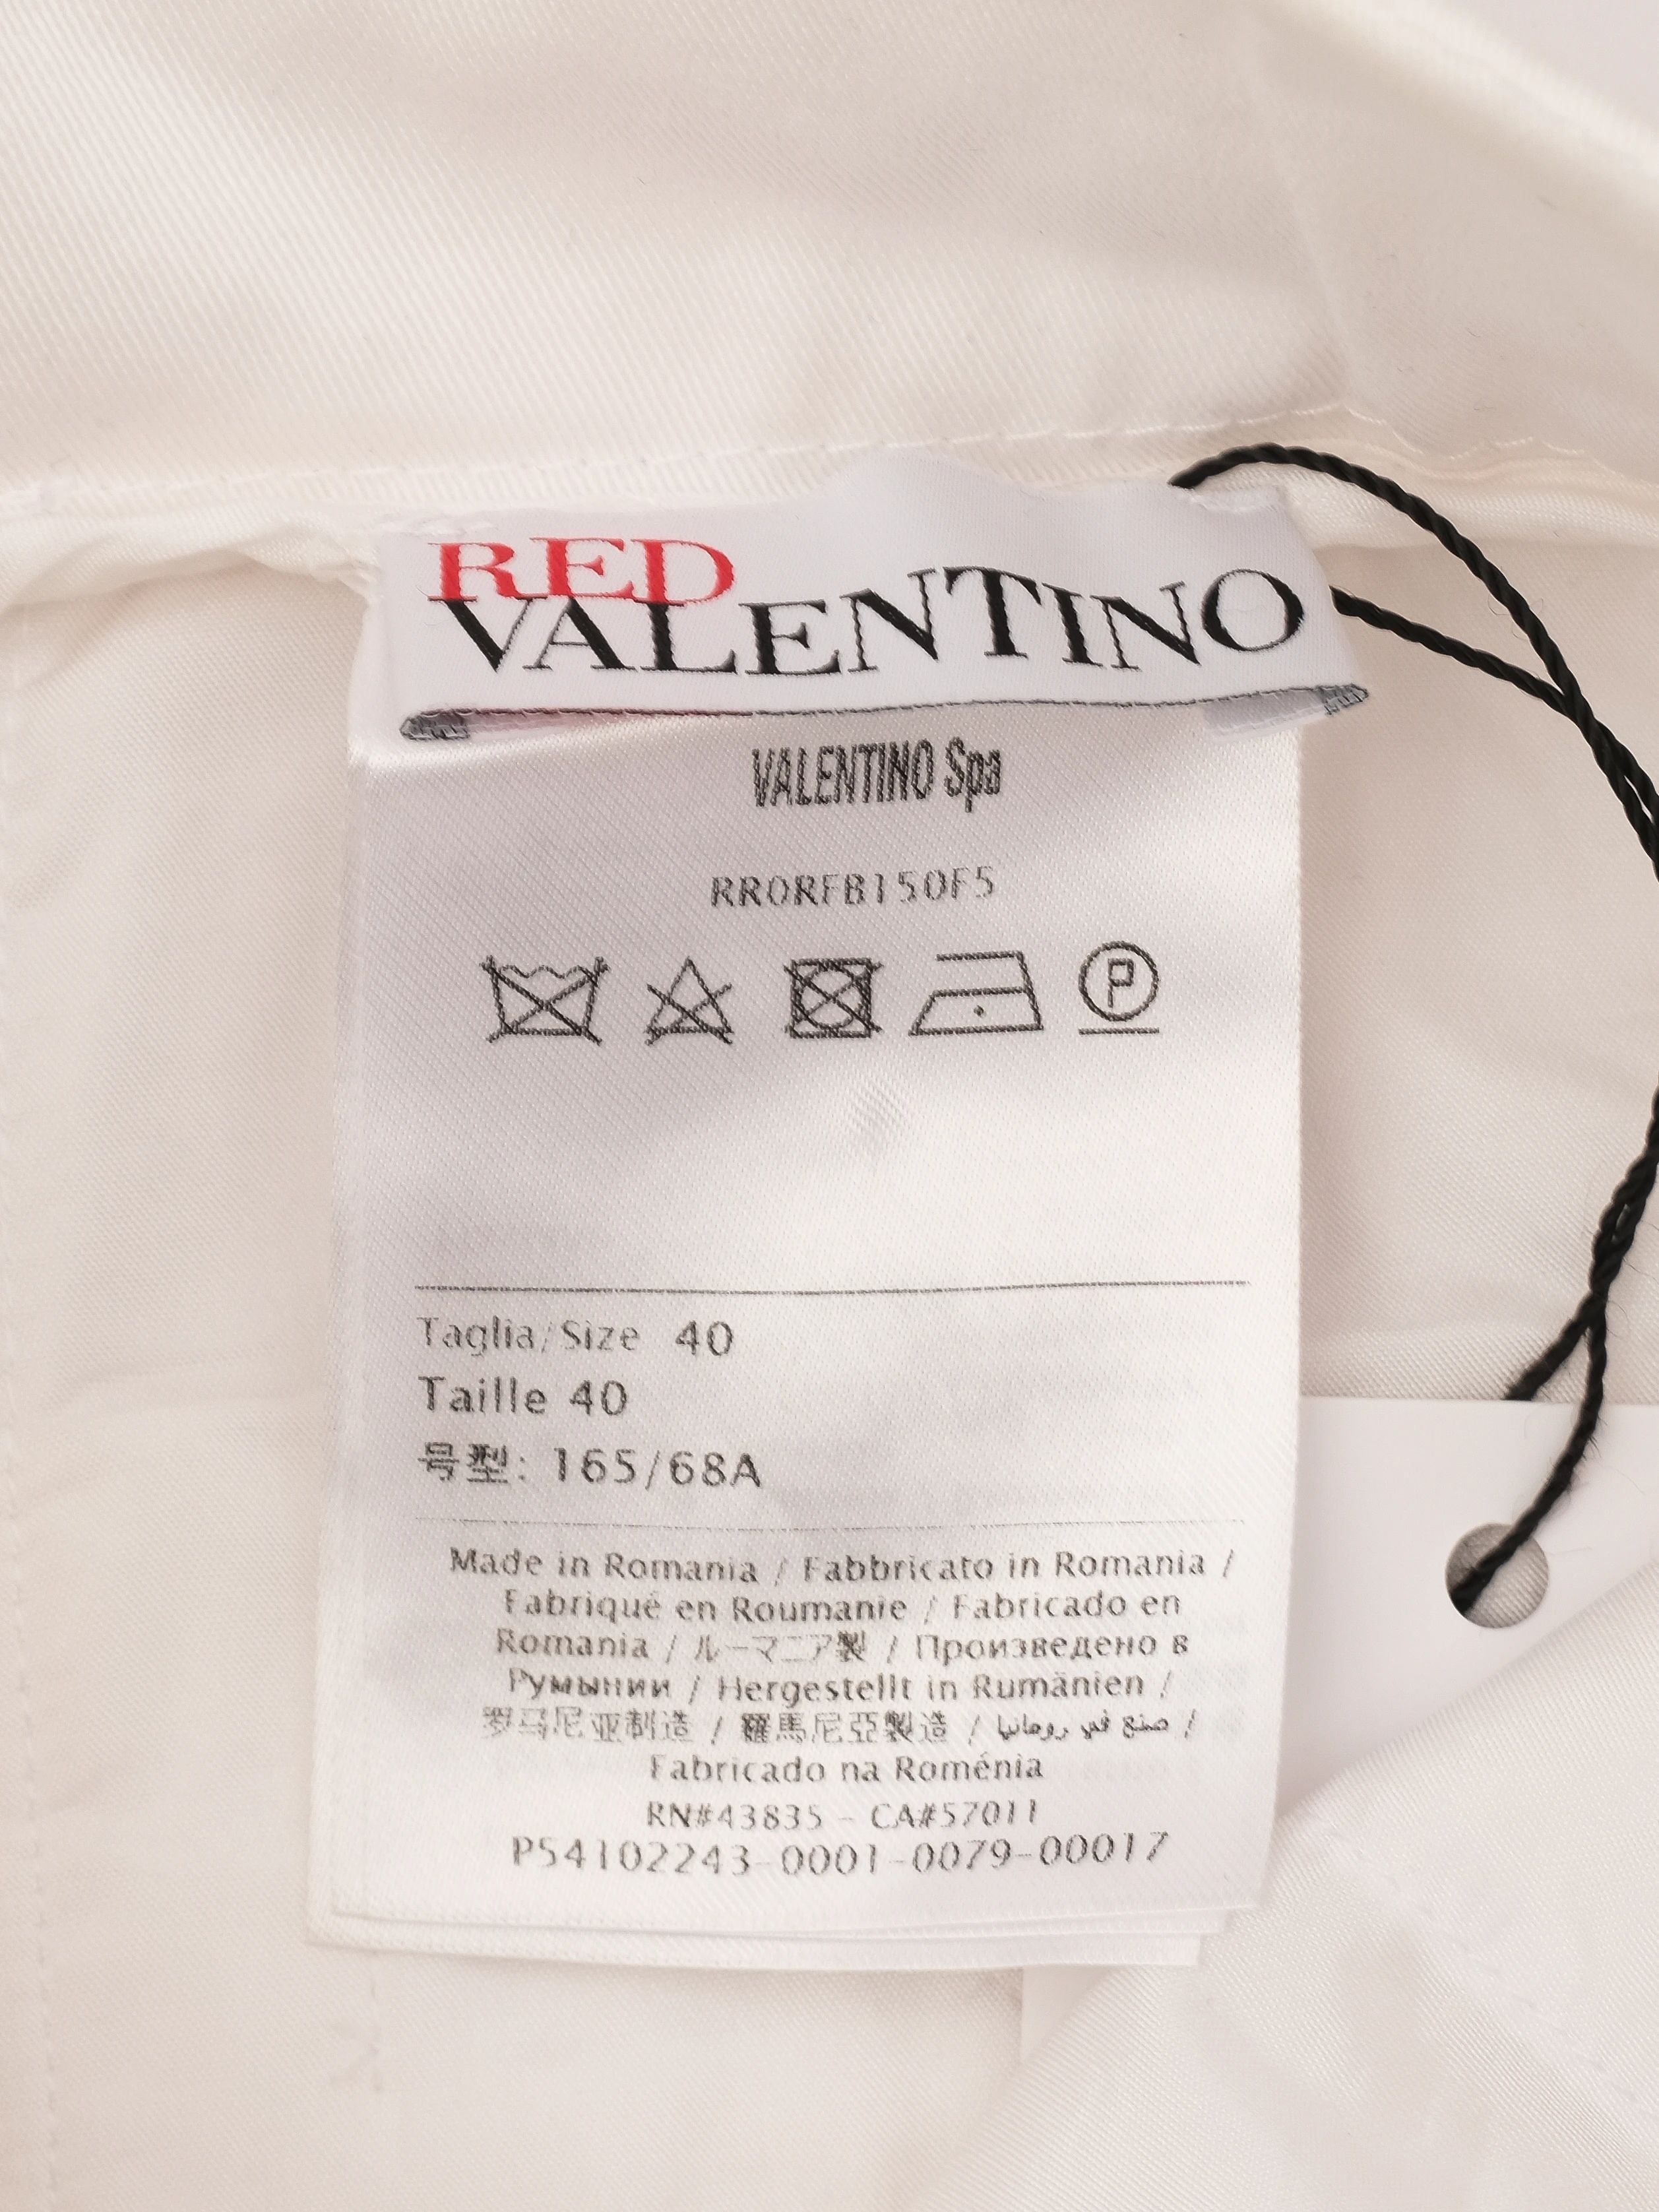 RED
VALENTINO
VALENTINO Spa
RR0RFB150F5
P
Taglia/Size 40
Taille 40
号型: 165/68A
Made in Romania / Fabbricato in Romania /
Fabriqué en Roumanie / Fabricado en
Romania / ルーマニア製 / Произведено в
Румынии / Hergestellt in Rumänien /
罗马尼亚制造 / 羅馬尼亞製造 / صنع في رومانيا /
Fabricado na Roménia
RN#43835 - CA#57011
P54102243-0001-0079-00017